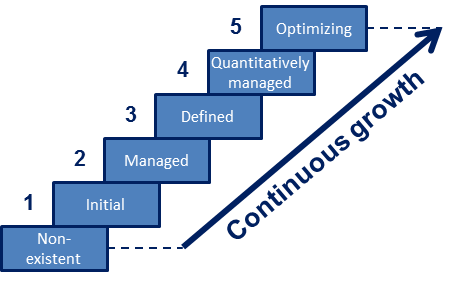 5
Optimizing
4
Quantitatively
managed
3
Defined
2
Managed
1
Initial
Non-
existent
Continuous growth